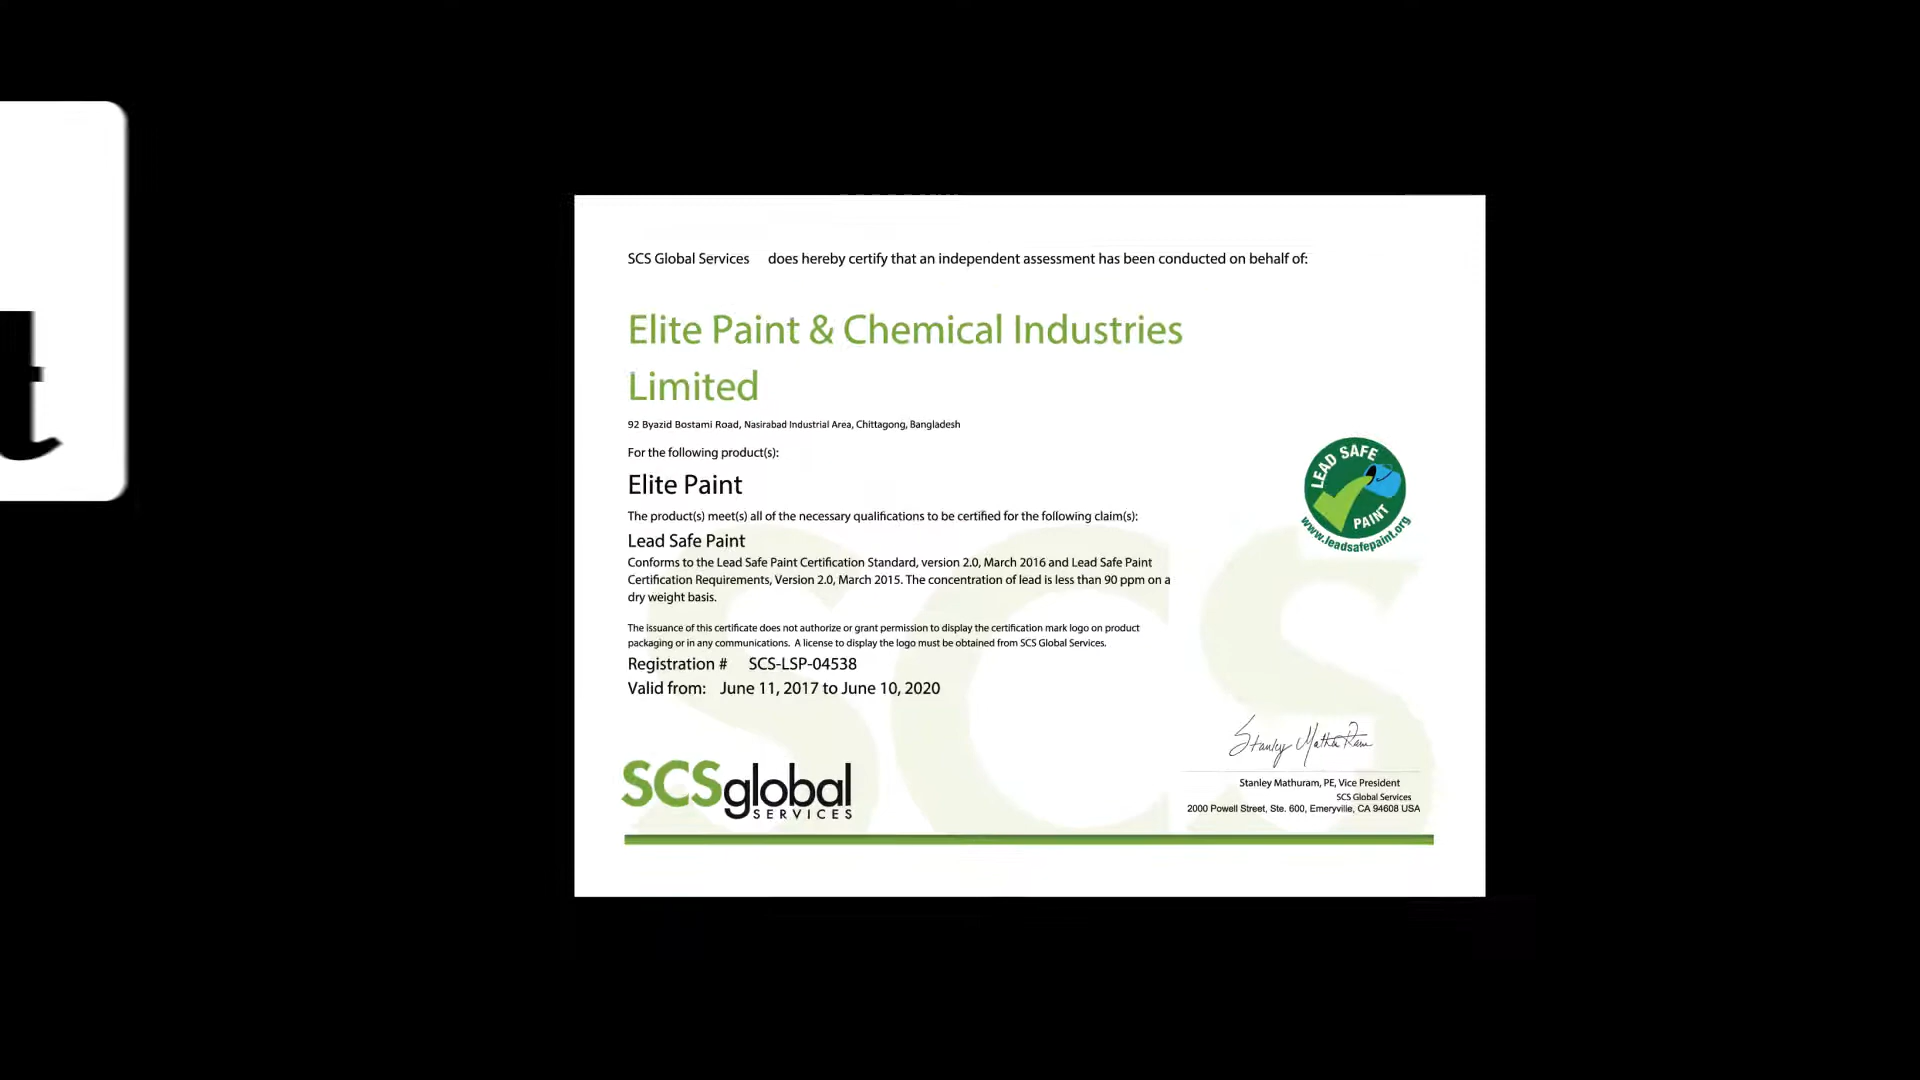 t
SCS Global Services does hereby certify that an independent assessment has been conducted on behalf of:
Elite Paint & Chemical Industries
Limited
92 Byazid Bostami Road, Nasirabad Industrial Area, Chittagong, Bangladesh
For the following product(s):
Elite Paint
The product(s) meet(s) all of the necessary qualifications to be certified for the following claim(s):
Lead Safe Paint
Conforms to the Lead Safe Paint Certification Standard, version 2.0, March 2016 and Lead Safe Paint
Certification Requirements, Version 2.0, March 2015. The concentration of lead is less than 90 ppm on a
dry weight basis.
LEAD SAFE
PAINT
www.leadsafepaint.org
The issuance of this certificate does not authorize or grant permission to display the certification mark logo on product
packaging or in any communications. A license to display the logo must be obtained from SCS Global Services.
Registration # SCS-LSP-04538
Valid from: June 11, 2017 to June 10, 2020
SCS
SCSglobal
SERVICES
Stanley Mathuram
Stanley Mathuram, PE, Vice President
SCS Global Services
2000 Powell Street, Ste. 600, Emeryville, CA 94608 USA